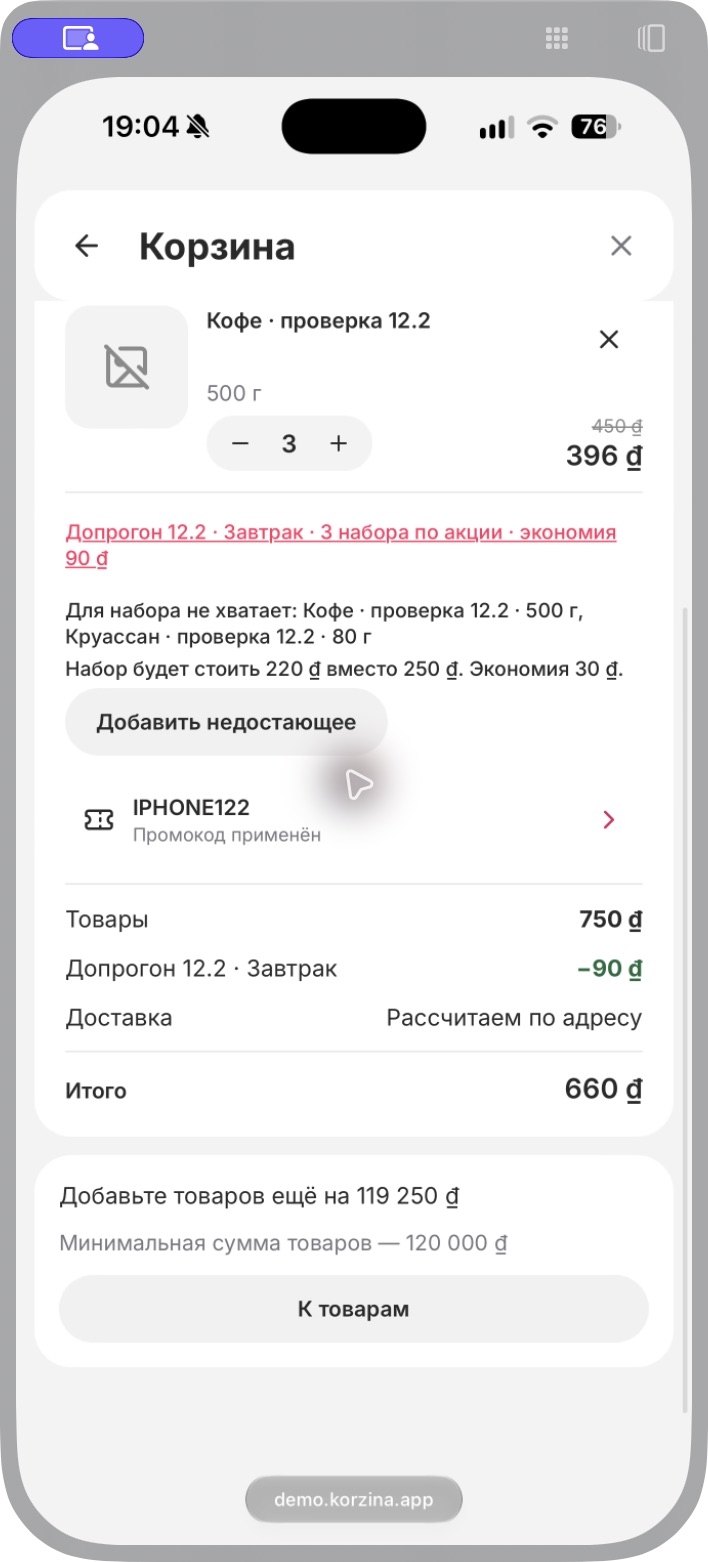 19:04
76
Корзина
Кофе · проверка 12.2
500 г
450 ₫
3
396 ₫
Допрогон 12.2 · Завтрак · 3 набора по акции · экономия
90 ₫
Для набора не хватает: Кофе · проверка 12.2 · 500 г,
Круассан · проверка 12.2 · 80 г
Набор будет стоить 220 ₫ вместо 250 ₫. Экономия 30 ₫.
Добавить недостающее
IPHONE122
Промокод применён
Товары 750 ₫
Допрогон 12.2 · Завтрак −90 ₫
Доставка Рассчитаем по адресу
Итого 660 ₫
Добавьте товаров ещё на 119 250 ₫
Минимальная сумма товаров — 120 000 ₫
К товарам
demo.korzina.app